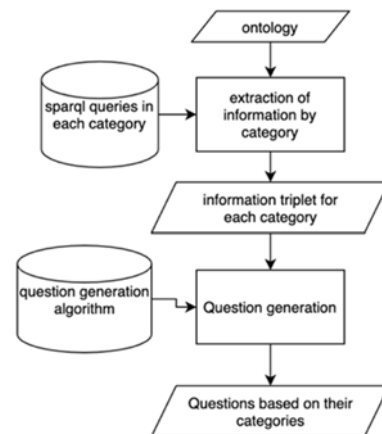 ontology
sparql queries in
each category
extraction of
information by
category
information triplet for
each category
question generation
algorithm
Question generation
Questions based on their
categories